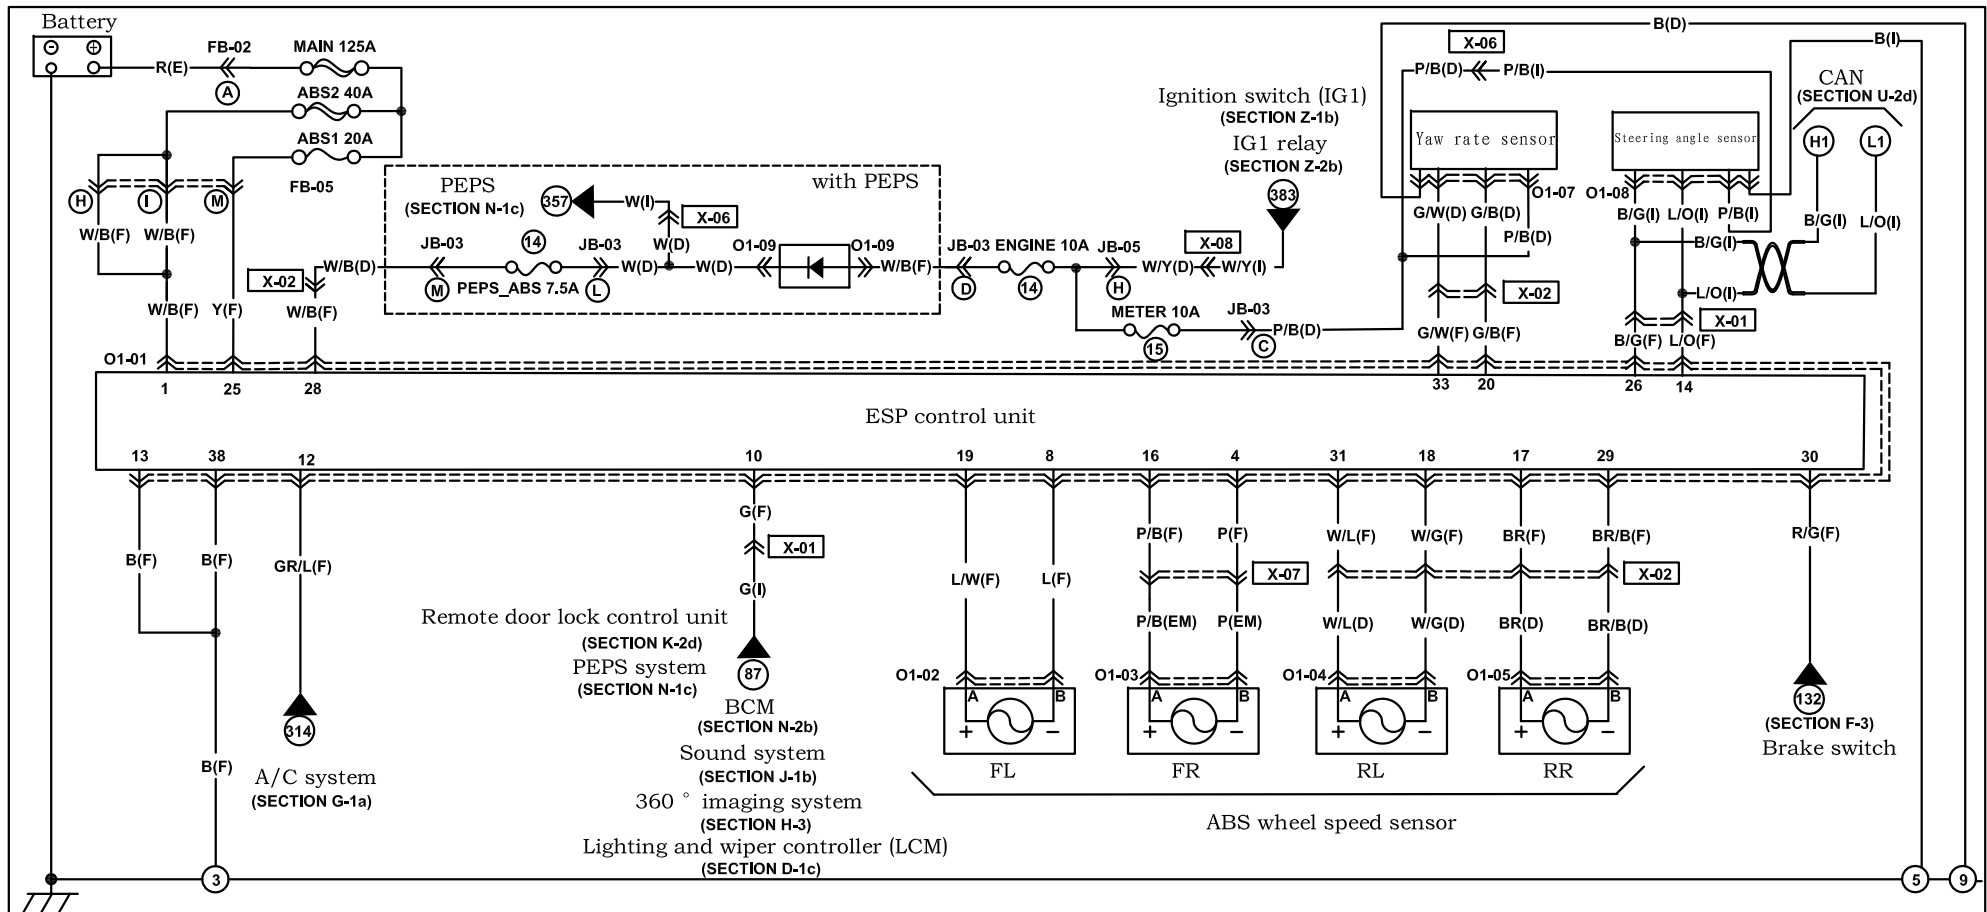 Battery
FB-02
MAIN 125A
R(E)
A
ABS2 40A
ABS1 20A
FB-05
H
I
M
W/B(F)
W/B(F)
W/B(F)
Y(F)
X-02
W/B(D)
W/B(F)
PEPS
(SECTION N-1c)
with PEPS
357
W(I)
X-06
W(D)
JB-03
14
JB-03
W(D)
W(D)
O1-09
O1-09
W/B(F)
M
PEPS_ABS 7.5A
L
JB-03
ENGINE 10A
JB-05
D
14
H
W/Y(D)
X-08
W/Y(I)
METER 10A
JB-03
P/B(D)
15
C
Ignition switch (IG1)
(SECTION Z-1b)
IG1 relay
(SECTION Z-2b)
383
B(D)
X-06
B(I)
P/B(D)
P/B(I)
CAN
(SECTION U-2d)
Yaw rate sensor
Steering angle sensor
H1
L1
O1-07
O1-08
G/W(D)
G/B(D)
P/B(D)
B/G(I)
L/O(I)
P/B(I)
B/G(I)
L/O(I)
B/G(I)
L/O(I)
X-02
X-01
G/W(F)
G/B(F)
B/G(F)
L/O(F)
O1-01
1
25
28
33
20
26
14
ESP control unit
13
38
12
10
19
8
16
4
31
18
17
29
30
G(F)
X-01
G(I)
B(F)
B(F)
GR/L(F)
B(F)
L/W(F)
L(F)
P/B(F)
P(F)
X-07
P/B(EM)
P(EM)
W/L(F)
W/G(F)
BR(F)
BR/B(F)
X-02
W/L(D)
W/G(D)
BR(D)
BR/B(D)
R/G(F)
314
A/C system
(SECTION G-1a)
Remote door lock control unit
(SECTION K-2d)
PEPS system
(SECTION N-1c)
87
BCM
(SECTION N-2b)
Sound system
(SECTION J-1b)
360 ° imaging system
(SECTION H-3)
Lighting and wiper controller (LCM)
(SECTION D-1c)
O1-02
A
B
+
−
FL
O1-03
A
B
+
−
FR
O1-04
A
B
+
−
RL
O1-05
A
B
+
−
RR
ABS wheel speed sensor
132
(SECTION F-3)
Brake switch
3
5
9